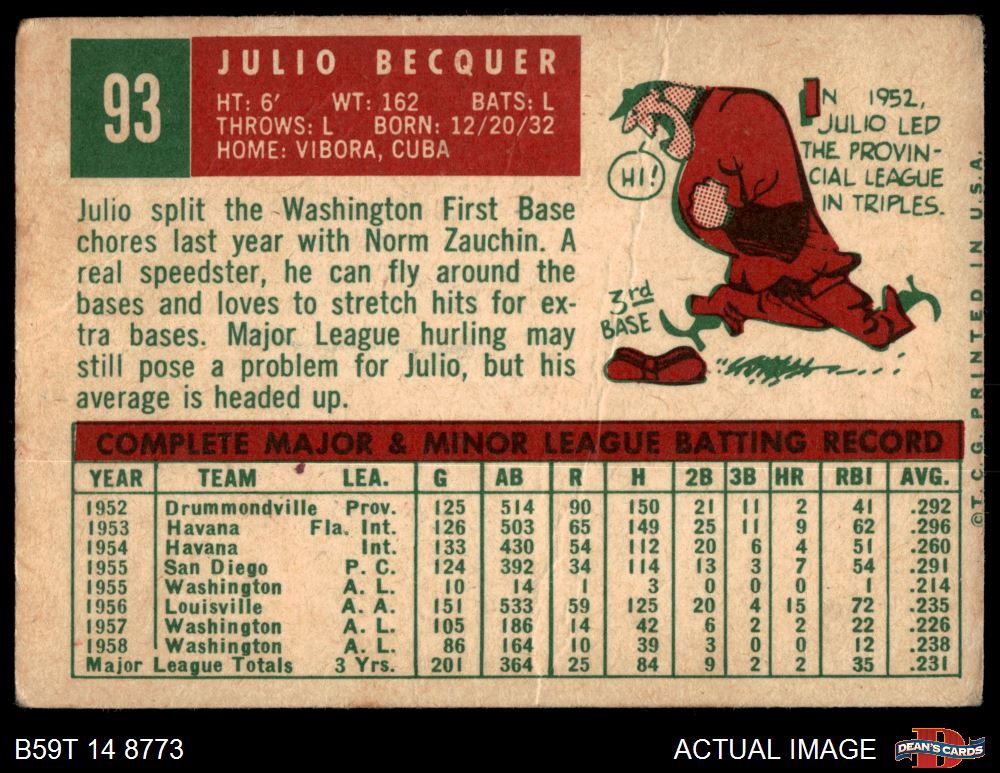 93
JULIO BECQUER
HT: 6' WT: 162 BATS: L
THROWS: L BORN: 12/20/32
HOME: VIBORA, CUBA
Julio split the Washington First Base
chores last year with Norm Zauchin. A
real speedster, he can fly around the
bases and loves to stretch hits for ex-
tra bases. Major League hurling may
still pose a problem for Julio, but his
average is headed up.
IN 1952,
JULIO LED
THE PROVIN-
CIAL LEAGUE
IN TRIPLES.
HI!
3rd
BASE
COMPLETE MAJOR & MINOR LEAGUE BATTING RECORD
YEAR TEAM LEA. G AB R H 2B 3B HR RBI AVG.
1952 Drummondville Prov. 125 514 90 150 21 11 2 41 .292
1953 Havana Fla. Int. 126 503 65 149 25 11 9 62 .296
1954 Havana Int. 133 430 54 112 20 6 4 51 .260
1955 San Diego P. C. 124 392 34 114 13 3 7 54 .291
1955 Washington A. L. 10 14 1 3 0 0 0 1 .214
1956 Louisville A. A. 151 533 59 125 20 4 15 72 .235
1957 Washington A. L. 105 186 14 42 6 2 2 22 .226
1958 Washington A. L. 86 164 10 39 3 0 0 12 .238
Major League Totals 3 Yrs. 201 364 25 84 9 2 2 35 .231
© T. C. G. PRINTED IN U.S.A.
B59T 14 8773
ACTUAL IMAGE
DEAN'S CARDS